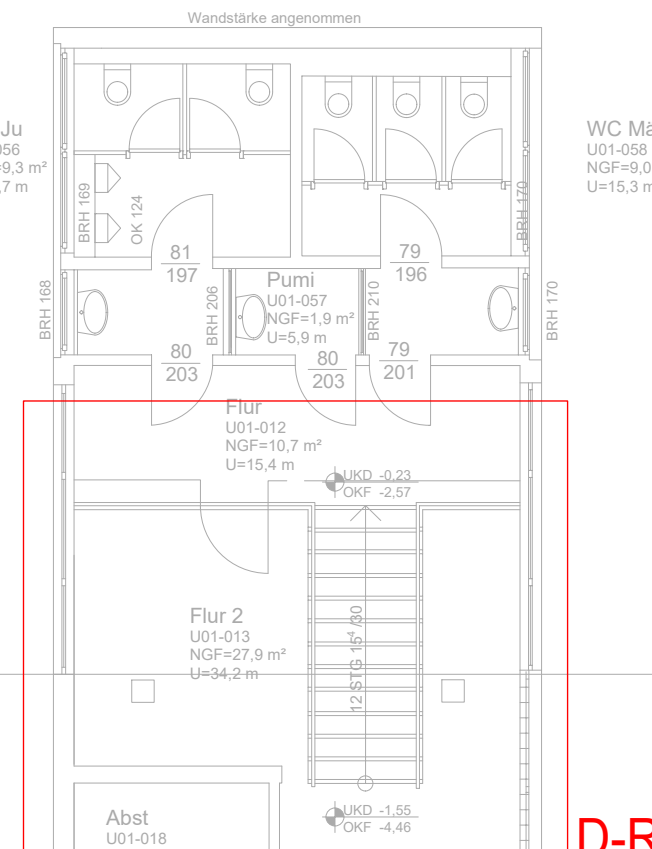 Wandstärke angenommen
Ju
056
=9,3 m²
,7 m
WC Mä
U01-058
NGF=9,0
U=15,3 m
BRH 169
OK 124
BRH 170
81
197
79
196
BRH 168
BRH 206
Pumi
U01-057
NGF=1,9 m²
U=5,9 m
BRH 210
BRH 170
80
203
80
203
79
201
Flur
U01-012
NGF=10,7 m²
U=15,4 m
UKD -0,23
OKF -2,57
Flur 2
U01-013
NGF=27,9 m²
U=34,2 m
12 STG 15⁴ /30
Abst
U01-018
UKD -1,55
OKF -4,46
D-R